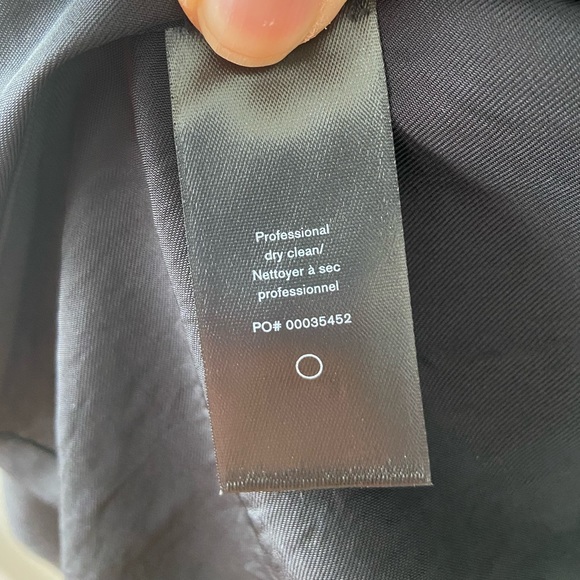 Professional
dry clean/
Nettoyer à sec
professionnel
PO# 00035452